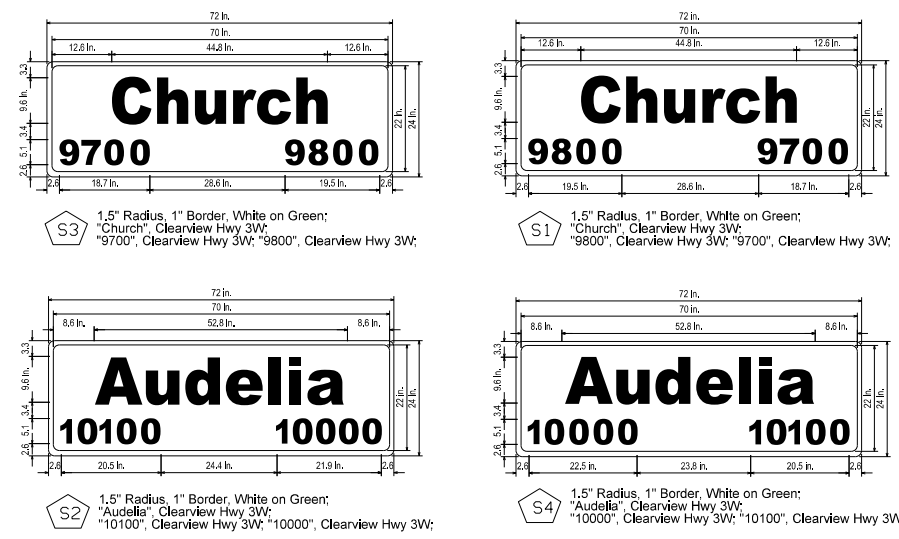 72 in.
70 in.
12.6 in. 44.8 in. 12.6 in.
3.3 9.6 in. 3.4 5.1 2.6
Church
9700 9800
22 in. 24 in.
2.6 18.7 in. 28.6 in. 19.5 in. 2.6
S3
1.5" Radius, 1" Border, White on Green;
"Church", Clearview Hwy 3W;
"9700", Clearview Hwy 3W; "9800", Clearview Hwy 3W;
72 in.
70 in.
12.6 in. 44.8 in. 12.6 in.
3.3 9.6 in. 3.4 5.1 2.6
Church
9800 9700
22 in. 24 in.
2.6 19.5 in. 28.6 in. 18.7 in. 2.6
S1
1.5" Radius, 1" Border, White on Green;
"Church", Clearview Hwy 3W;
"9800", Clearview Hwy 3W; "9700", Clearview Hwy 3W;
72 in.
70 in.
8.6 in. 52.8 in. 8.6 in.
3.3 9.6 in. 3.4 5.1 2.6
Audelia
10100 10000
22 in. 24 in.
2.6 20.5 in. 24.4 in. 21.9 in. 2.6
S2
1.5" Radius, 1" Border, White on Green;
"Audelia", Clearview Hwy 3W;
"10100", Clearview Hwy 3W; "10000", Clearview Hwy 3W;
72 in.
70 in.
8.6 in. 52.8 in. 8.6 in.
3.3 9.6 in. 3.4 5.1 2.6
Audelia
10000 10100
22 in. 24 in.
2.6 22.5 in. 23.8 in. 20.5 in. 2.6
S4
1.5" Radius, 1" Border, White on Green;
"Audelia", Clearview Hwy 3W;
"10000", Clearview Hwy 3W; "10100", Clearview Hwy 3W